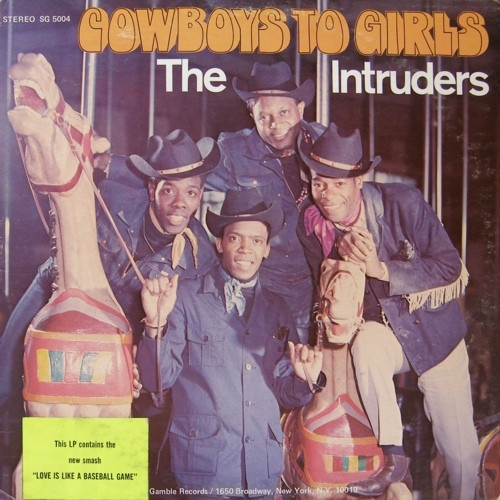 STEREO SG 5004
COWBOYS TO GIRLS
The Intruders
This LP contains the
new smash
"LOVE IS LIKE A BASEBALL GAME"
Gamble Records / 1650 Broadway, New York, N.Y. 10019